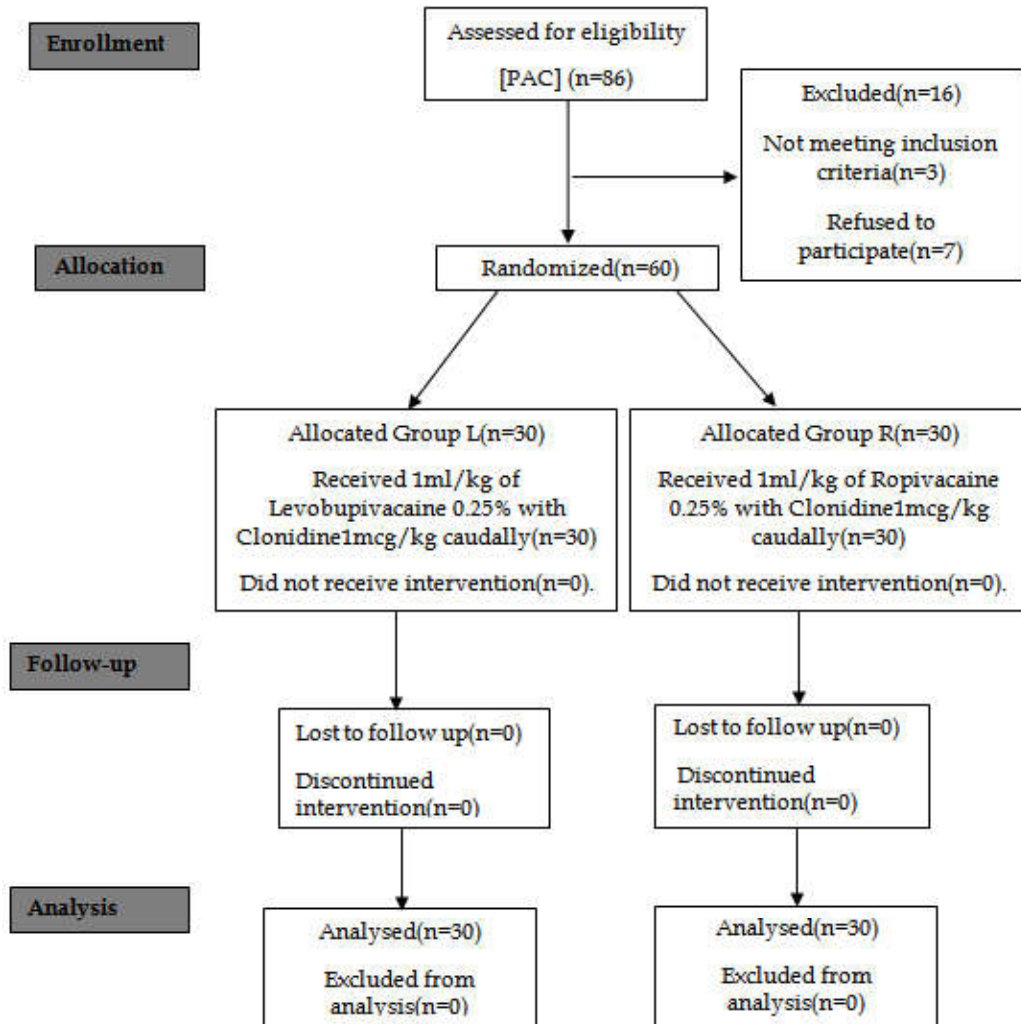 Enrollment
Assessed for eligibility
[PAC] (n=86)
Excluded(n=16)
Not meeting inclusion
criteria(n=3)
Refused to
participate(n=7)
Allocation
Randomized(n=60)
Allocated Group L(n=30)
Received 1ml/kg of
Levobupivacaine 0.25% with
Clonidine1mcg/kg caudally(n=30)
Did not receive intervention(n=0).
Allocated Group R(n=30)
Received 1ml/kg of Ropivacaine
0.25% with Clonidine1mcg/kg
caudally(n=30)
Did not receive intervention(n=0).
Follow-up
Lost to follow up(n=0)
Discontinued
intervention(n=0)
Lost to follow up(n=0)
Discontinued
intervention(n=0)
Analysis
Analysed(n=30)
Excluded from
analysis(n=0)
Analysed(n=30)
Excluded from
analysis(n=0)